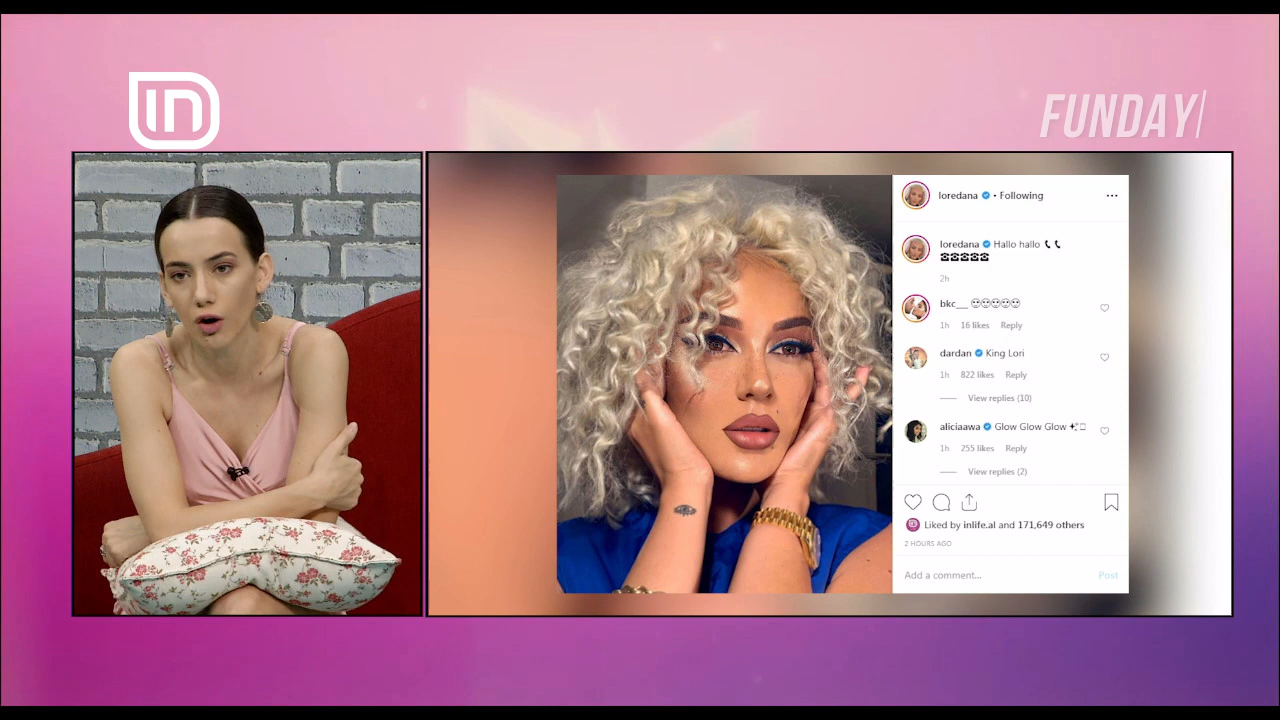 in
FUNDAY
loredana • Following
loredana Hallo hallo
2h
bkc__
1h 16 likes Reply
dardan King Lori
1h 822 likes Reply
View replies (10)
aliciaawa Glow Glow Glow
1h 255 likes Reply
View replies (2)
Liked by inlife.al and 171,649 others
2 HOURS AGO
Add a comment... Post